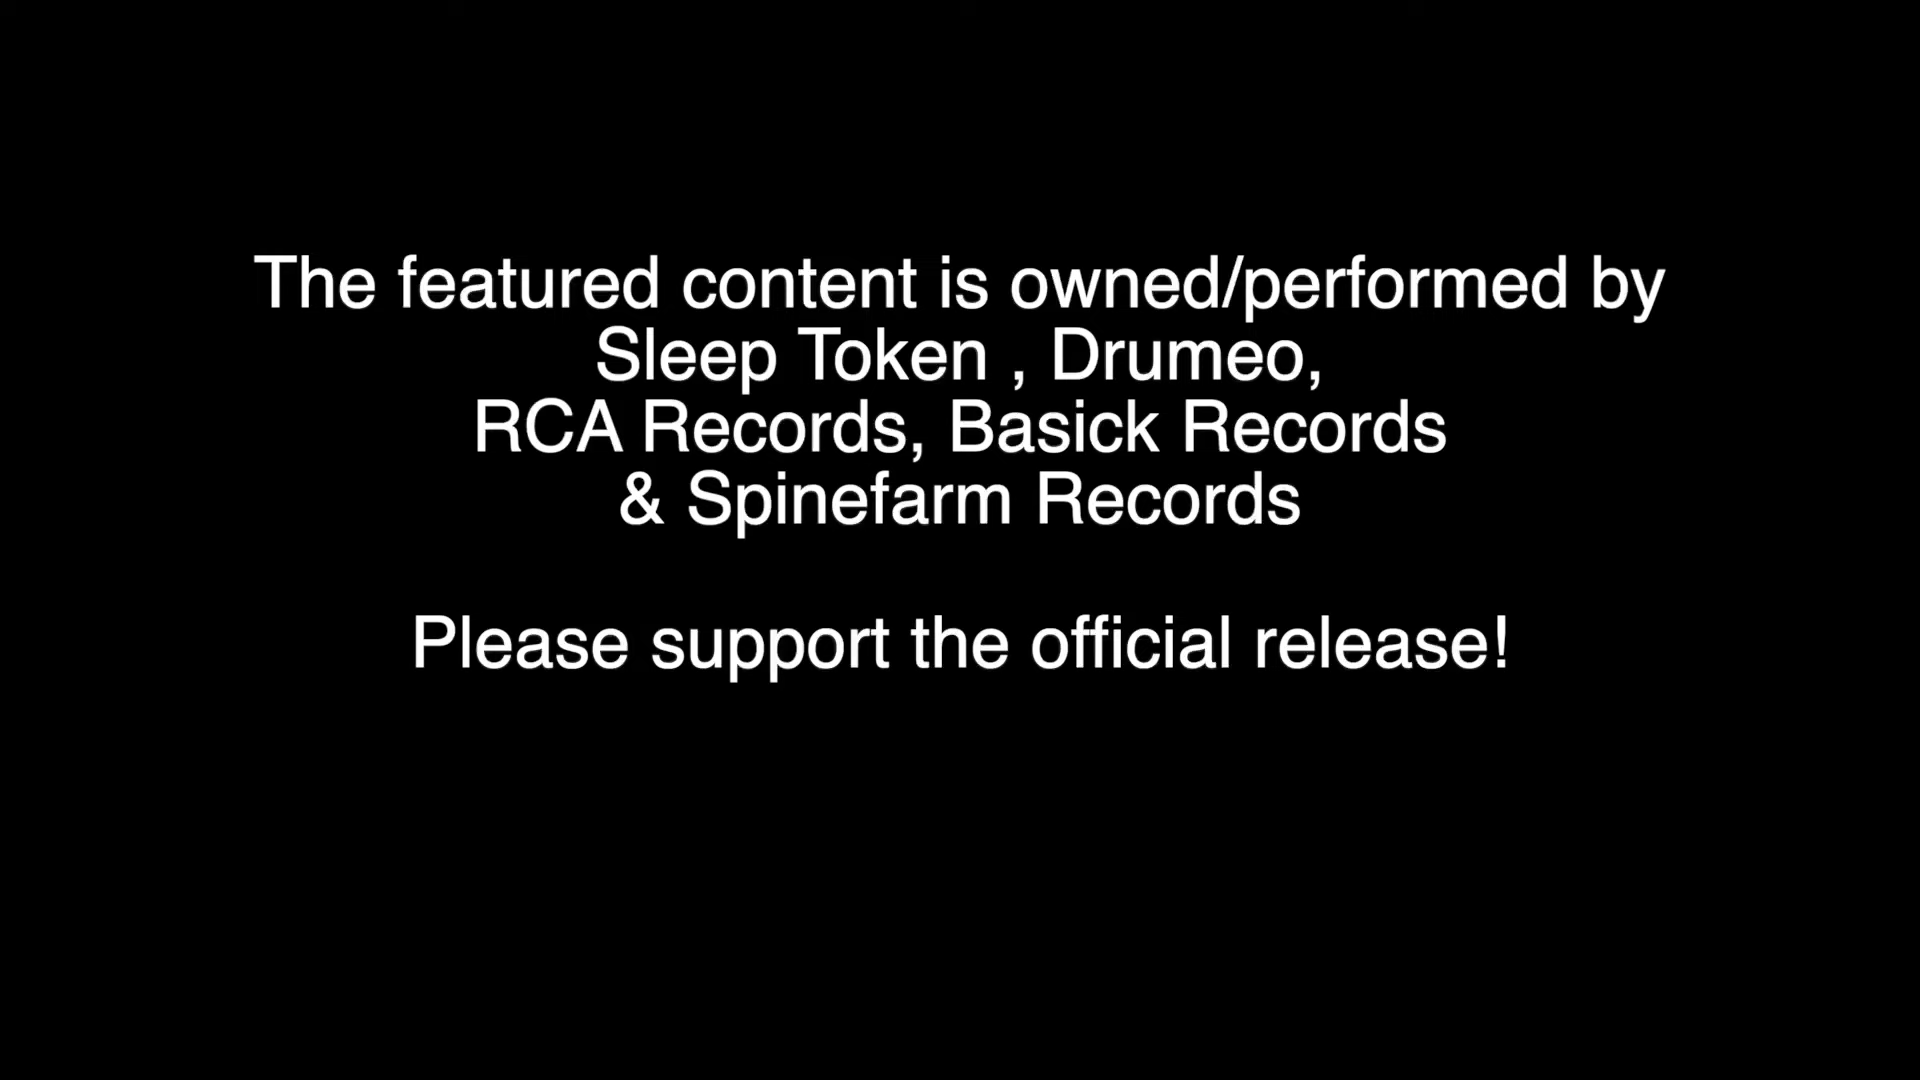 The featured content is owned/performed by
Sleep Token , Drumeo,
RCA Records, Basick Records
& Spinefarm Records
Please support the official release!